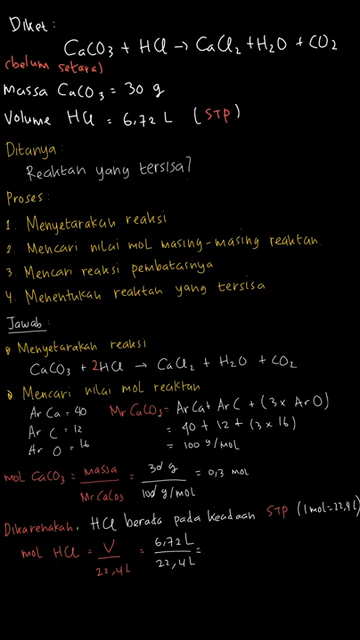 Diket:
CaCO3 + HCl → CaCl2 + H2O + CO2
(belum setara)
Massa CaCO3 = 30 g
Volume HCl = 6,72 L (STP)
Ditanya:
Reaktan yang tersisa?
Proses:
1. Menyetarakan reaksi
2. Mencari nilai mol masing-masing reaktan
3. Mencari reaksi pembatasnya
4. Menentukan reaktan yang tersisa
Jawab:
Menyetarakan reaksi
CaCO3 + 2HCl → CaCl2 + H2O + CO2
Mencari nilai mol reaktan
Ar Ca = 40 Mr CaCO3 = Ar Ca + Ar C + (3 x Ar O)
Ar C = 12 = 40 + 12 + (3 x 16)
Ar O = 16 = 100 g/mol
mol CaCO3 = massa / Mr CaCO3 = 30 g / 100 g/mol = 0,3 mol
Dikarenakan, HCl berada pada keadaan STP (1 mol = 22,4 L)
mol HCl = V / 22,4 L = 6,72 L / 22,4 L =